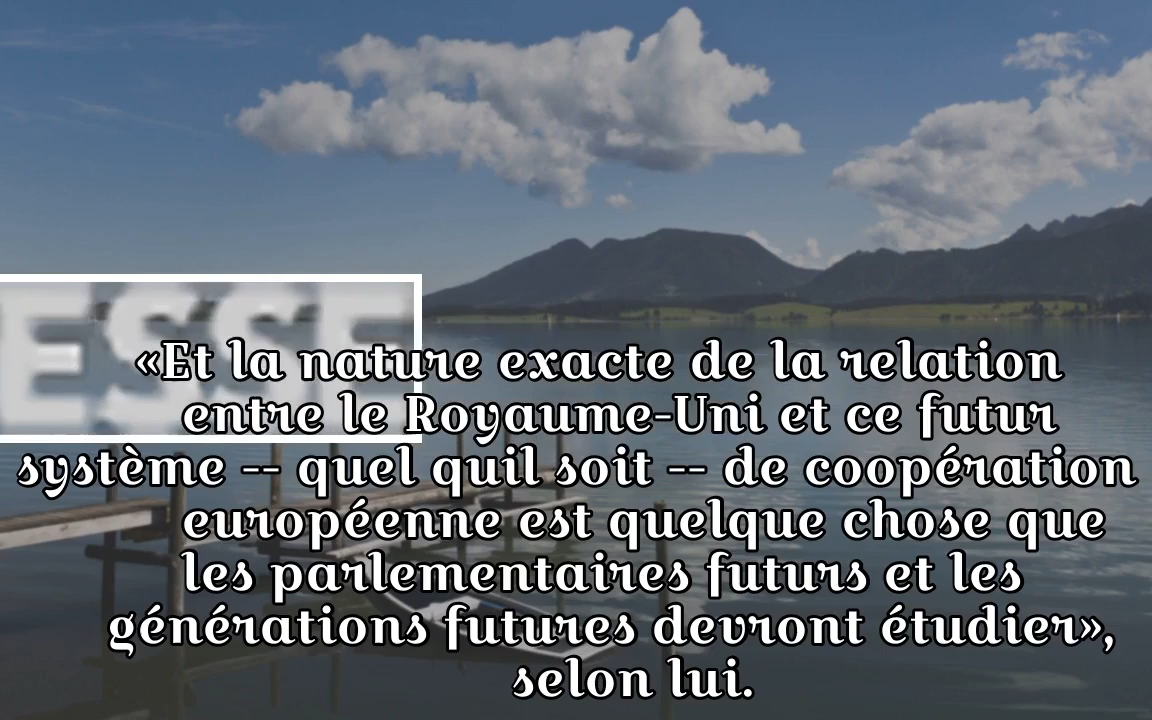 ESSE
«Et la nature exacte de la relation
entre le Royaume-Uni et ce futur
système -- quel quil soit -- de coopération
européenne est quelque chose que
les parlementaires futurs et les
générations futures devront étudier»,
selon lui.